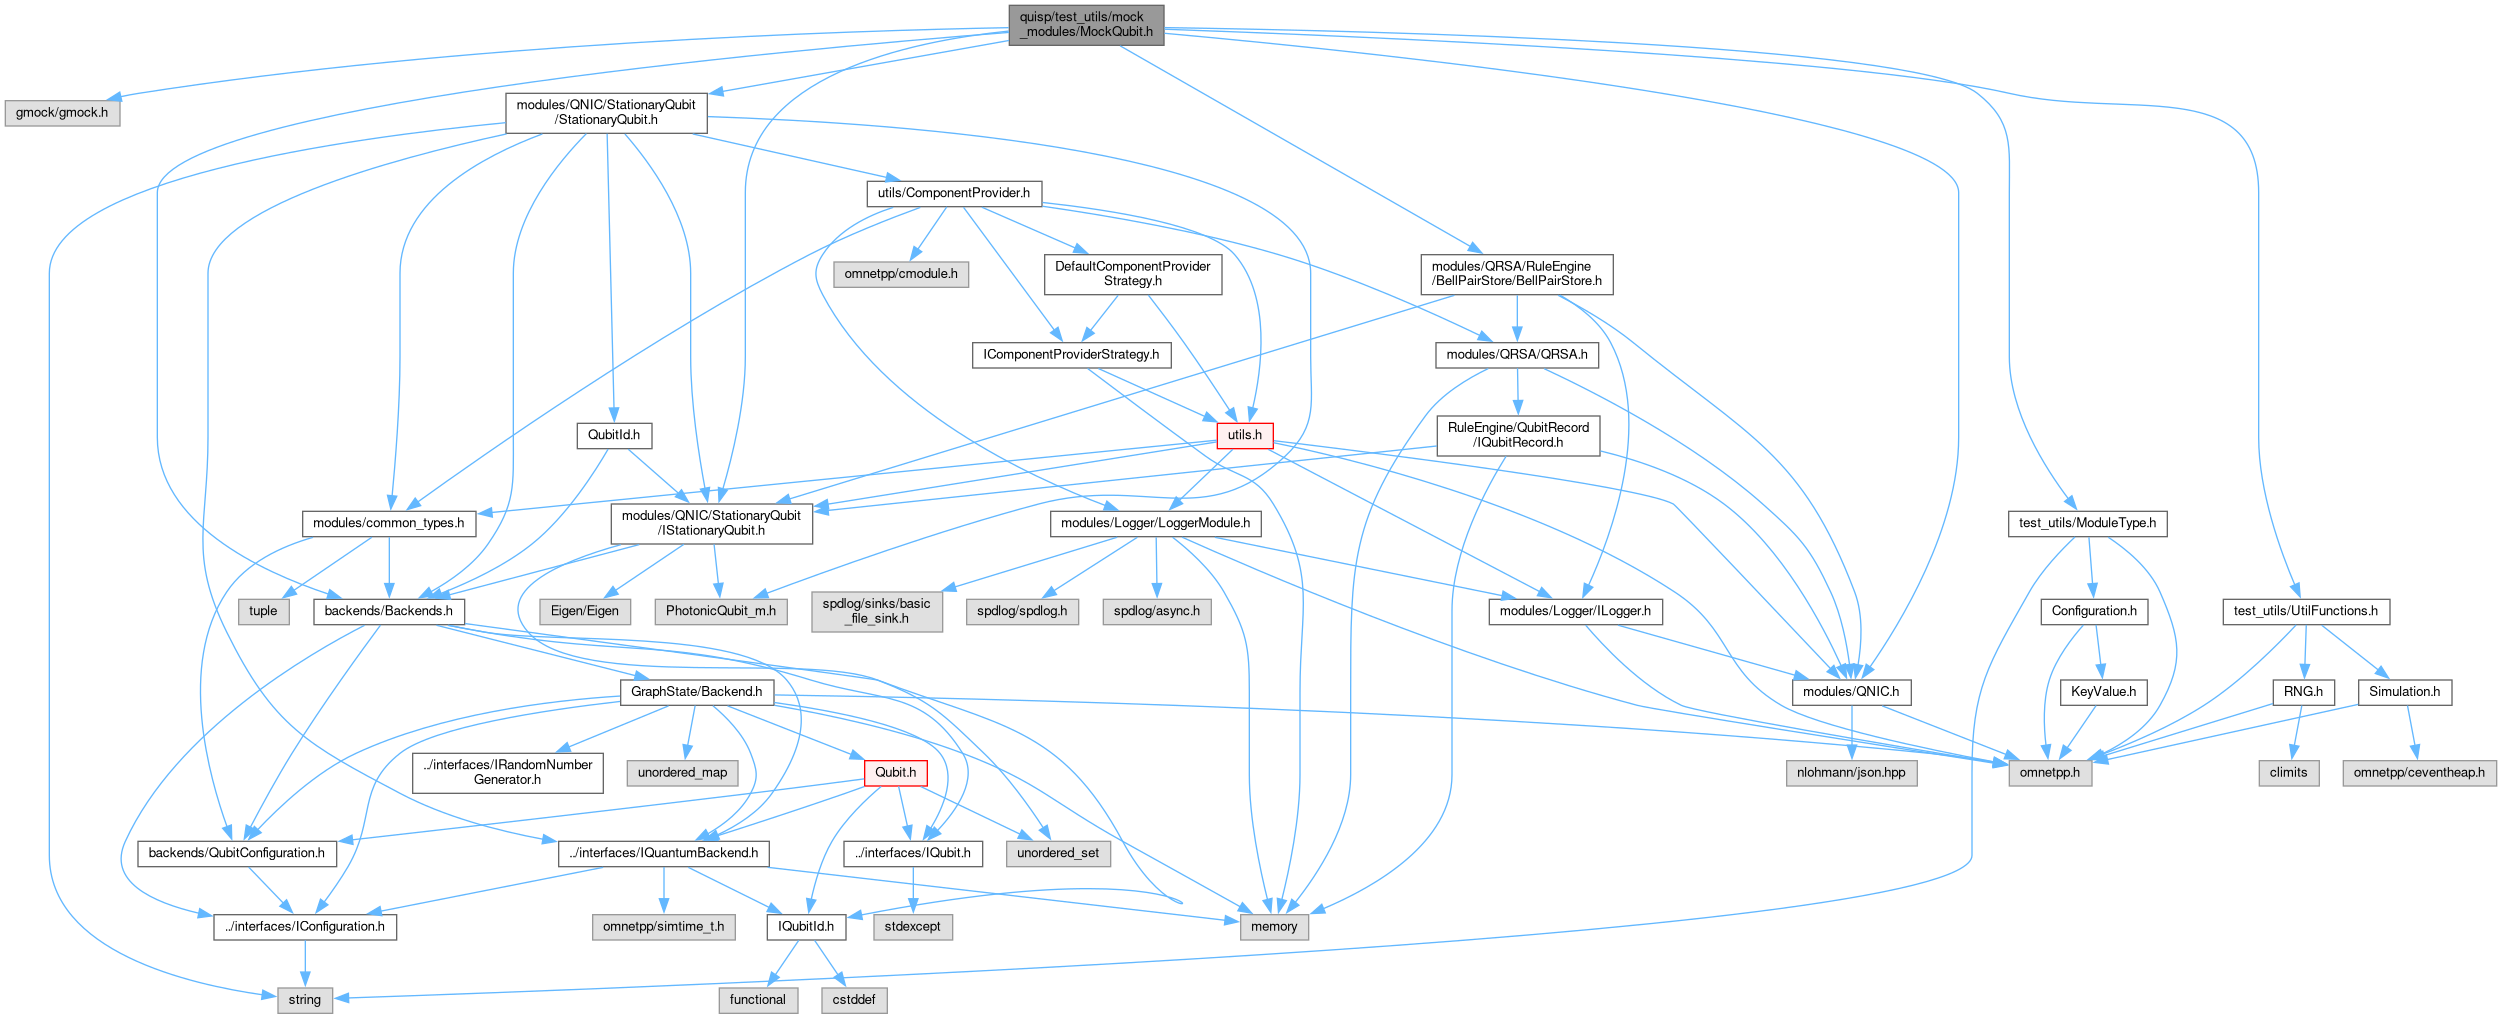 quisp/test_utils/mock
_modules/MockQubit.h
gmock/gmock.h
modules/QNIC/StationaryQubit
/StationaryQubit.h
utils/ComponentProvider.h
omnetpp/cmodule.h
DefaultComponentProvider
Strategy.h
modules/QRSA/RuleEngine
/BellPairStore/BellPairStore.h
IComponentProviderStrategy.h
modules/QRSA/QRSA.h
QubitId.h
utils.h
RuleEngine/QubitRecord
/IQubitRecord.h
modules/common_types.h
modules/QNIC/StationaryQubit
/IStationaryQubit.h
modules/Logger/LoggerModule.h
test_utils/ModuleType.h
tuple
backends/Backends.h
Eigen/Eigen
PhotonicQubit_m.h
spdlog/sinks/basic
_file_sink.h
spdlog/spdlog.h
spdlog/async.h
modules/Logger/ILogger.h
Configuration.h
test_utils/UtilFunctions.h
GraphState/Backend.h
modules/QNIC.h
KeyValue.h
RNG.h
Simulation.h
../interfaces/IRandomNumber
Generator.h
unordered_map
Qubit.h
nlohmann/json.hpp
omnetpp.h
climits
omnetpp/ceventheap.h
backends/QubitConfiguration.h
../interfaces/IQuantumBackend.h
../interfaces/IQubit.h
unordered_set
../interfaces/IConfiguration.h
omnetpp/simtime_t.h
IQubitId.h
stdexcept
memory
string
functional
cstddef